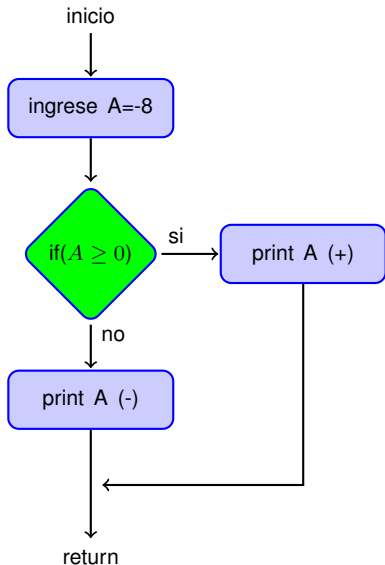 inicio
ingrese A=-8
if(A ≥ 0)
si
print A (+)
no
print A (-)
return